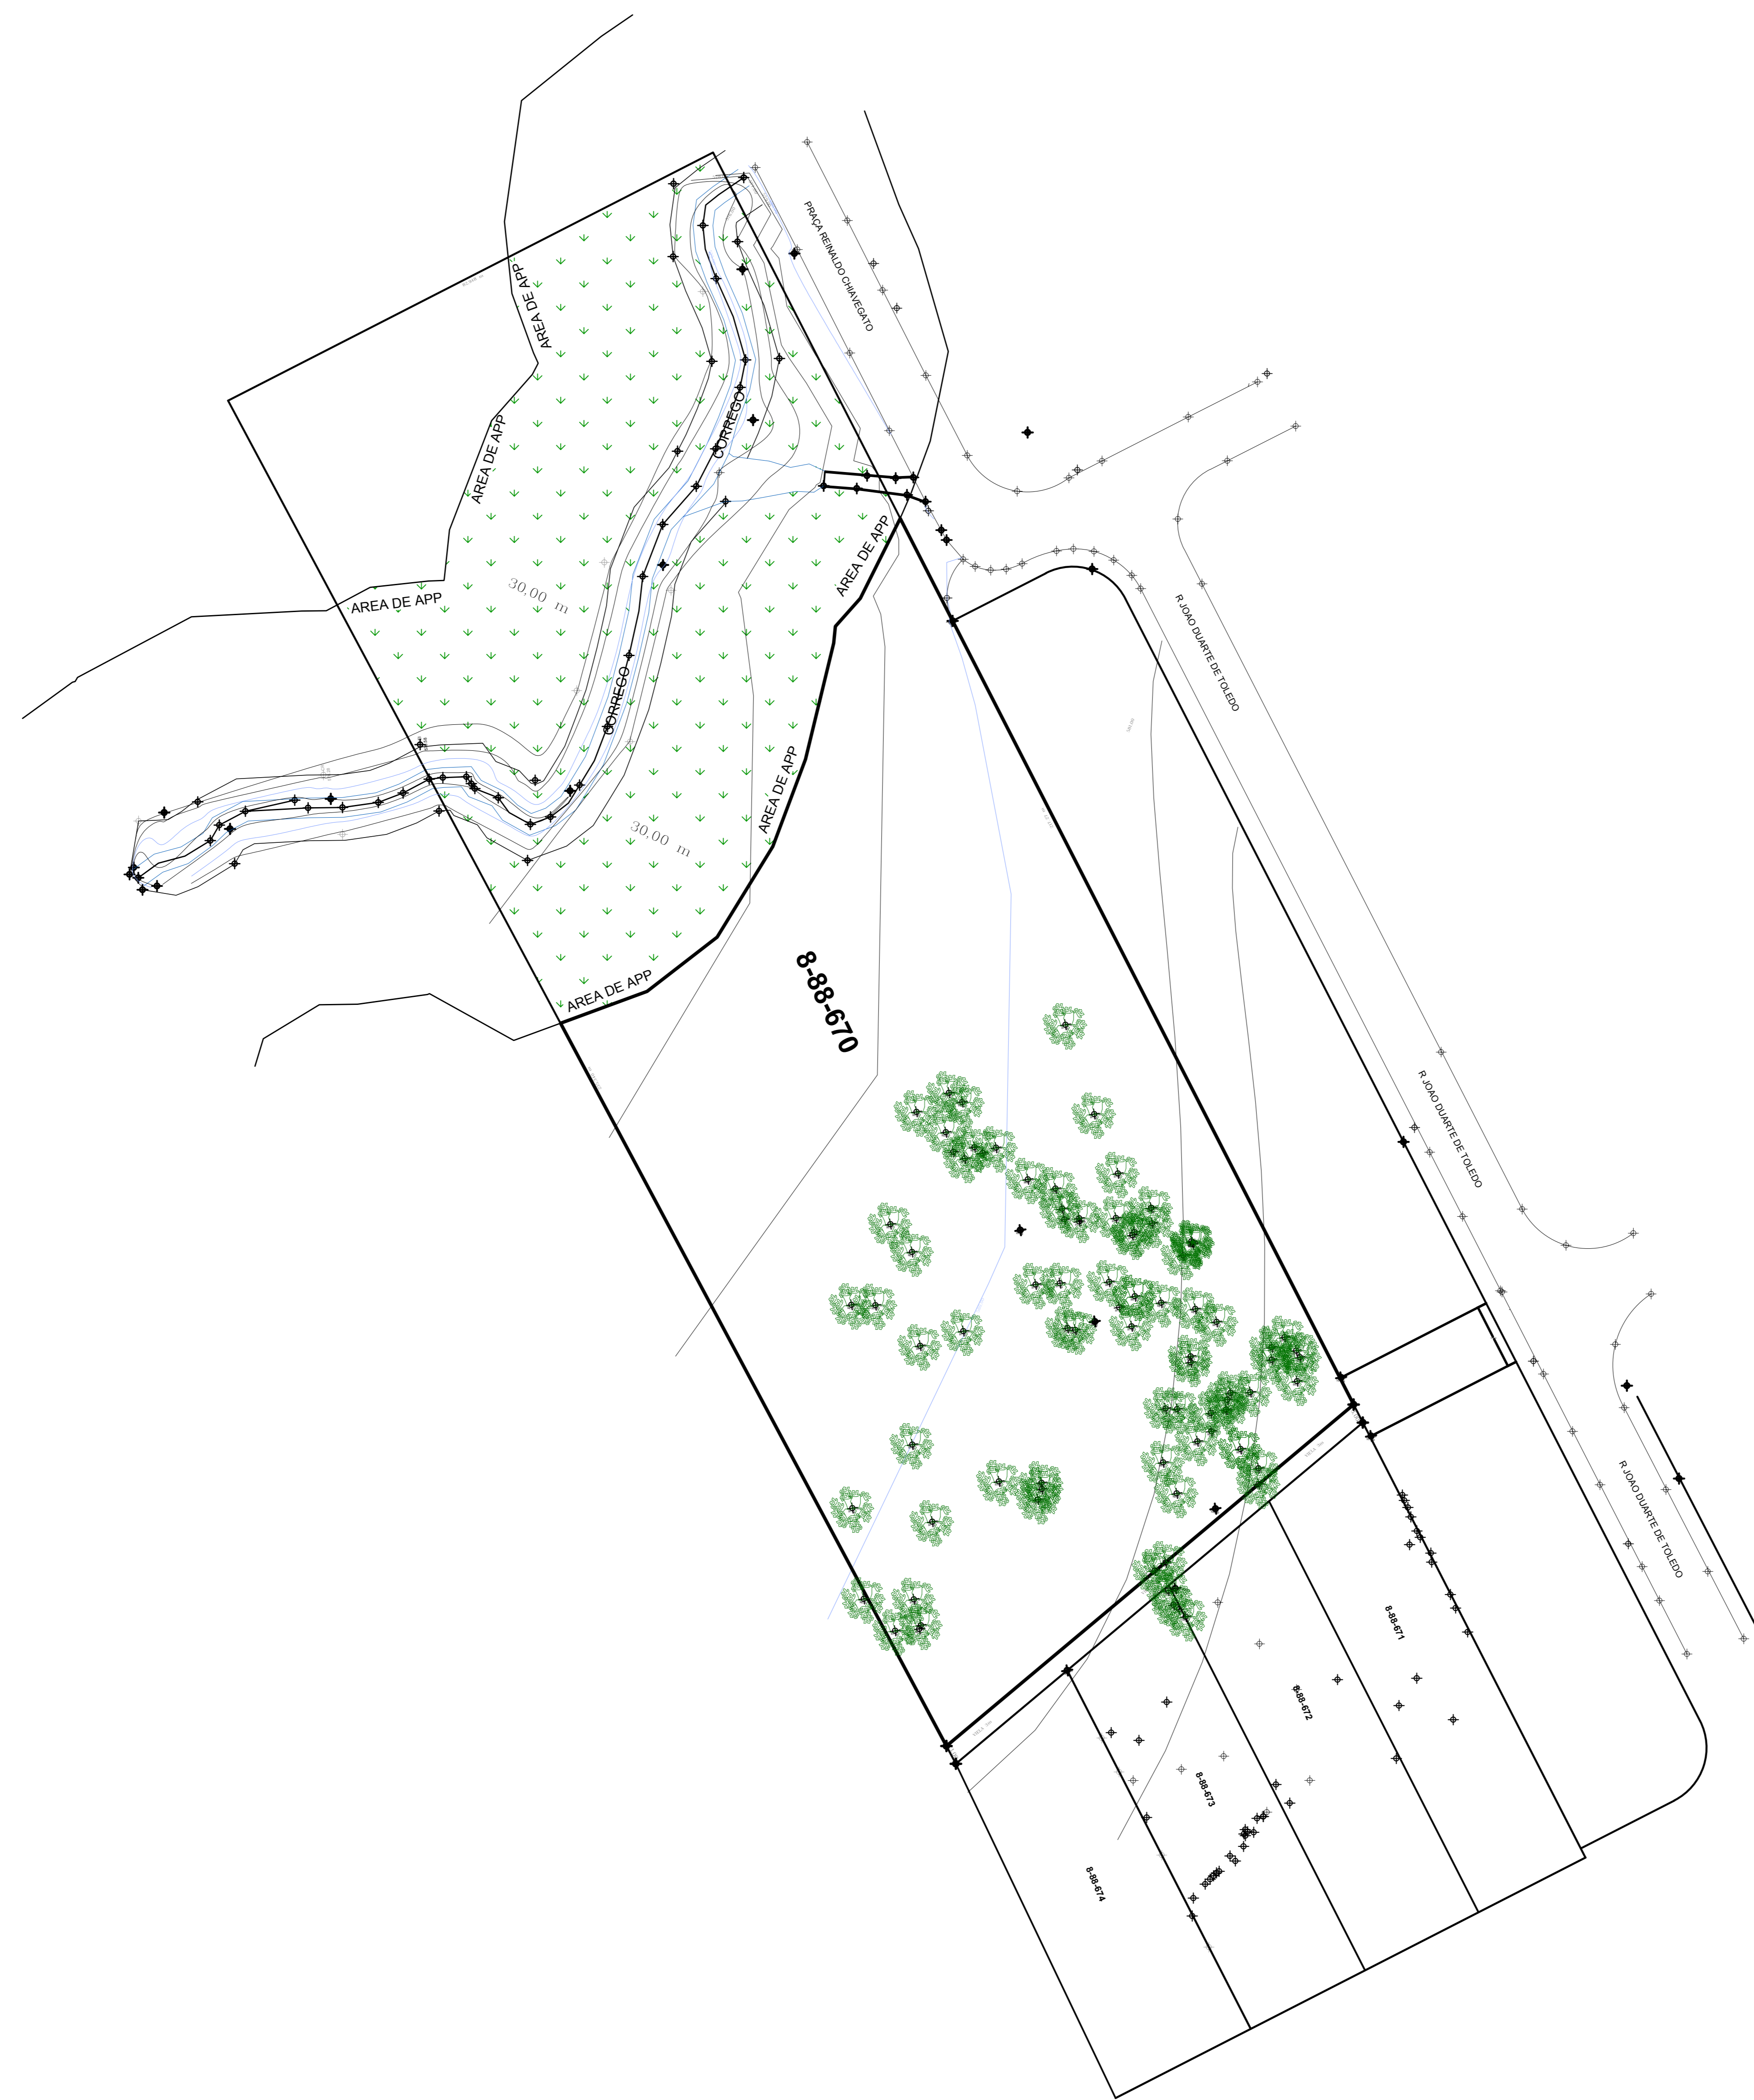 PRAÇA REINALDO CHIAVEGATO
AREA DE APP
AREA DE APP
CORREGO
ÁREA DE APP
30,00 m
AREA DE APP
R JOAO DUARTE DE TOLEDO
CORREGO
AREA DE APP
30,00 m
AREA DE APP
8-88-670
R JOAO DUARTE DE TOLEDO
R JOAO DUARTE DE TOLEDO
8-88-671
8-88-672
8-88-673
8-88-674